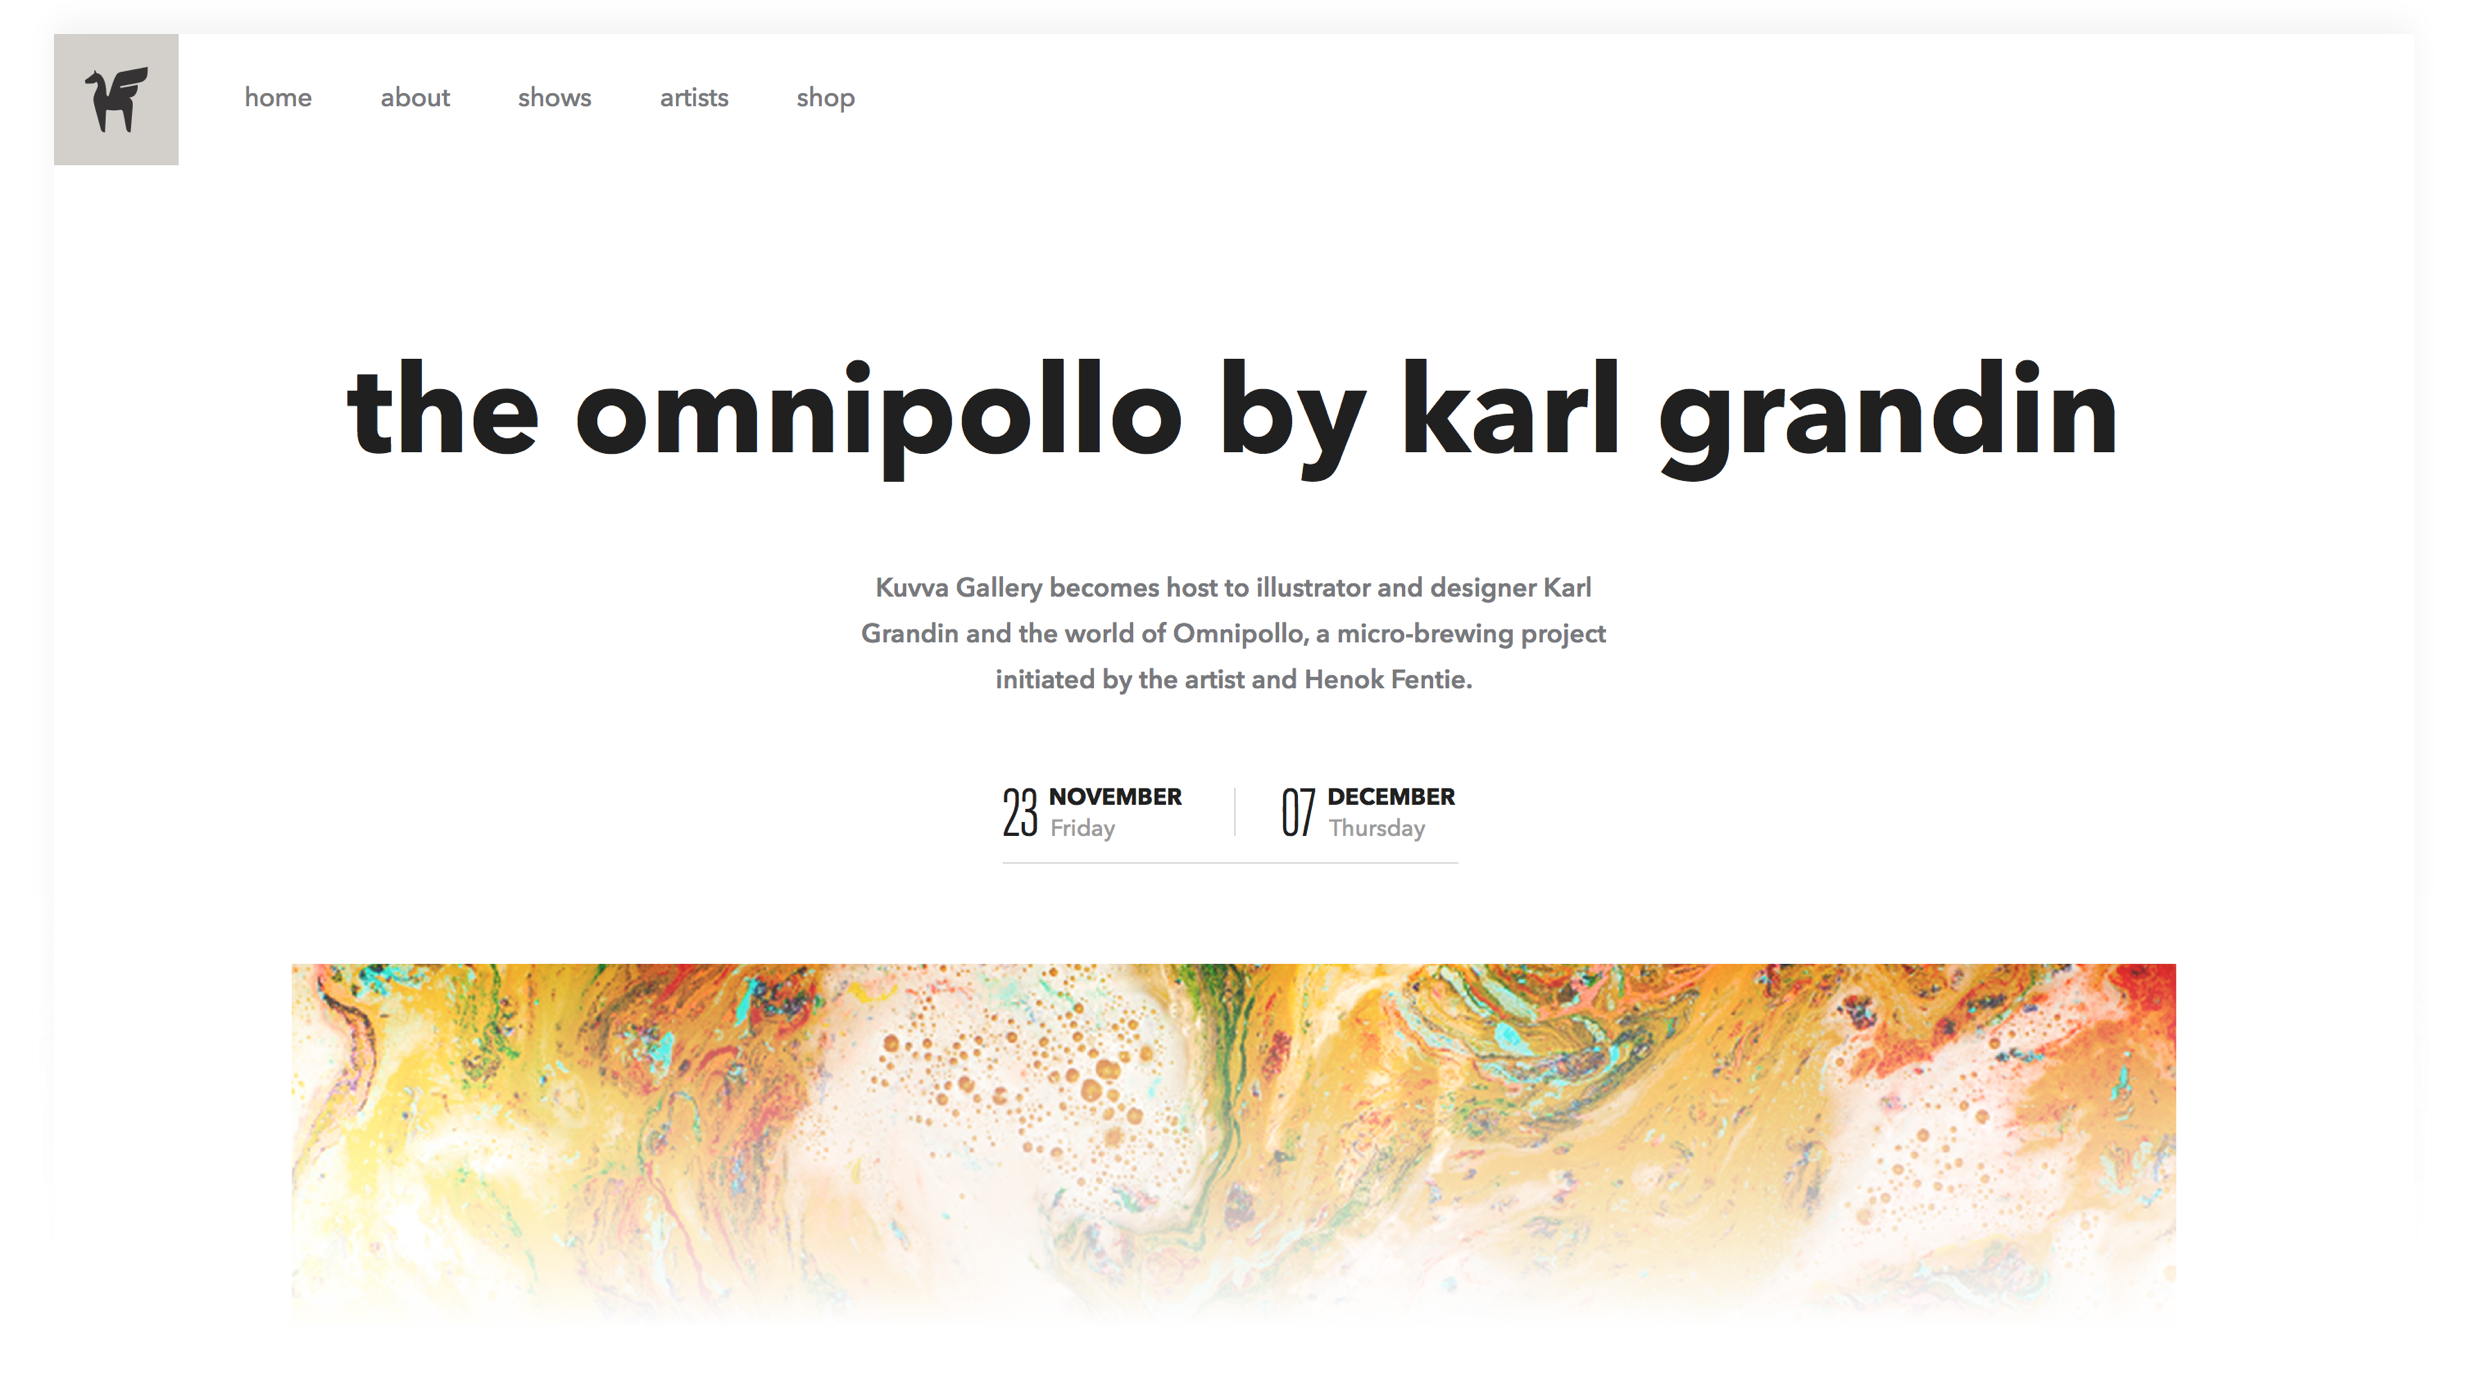 home about shows artists shop
the omnipollo by karl grandin
Kuvva Gallery becomes host to illustrator and designer Karl
Grandin and the world of Omnipollo, a micro-brewing project
initiated by the artist and Henok Fentie.
23 NOVEMBER
Friday
07 DECEMBER
Thursday